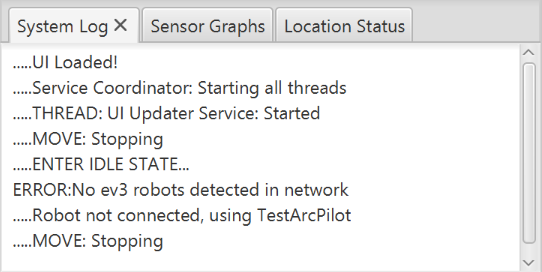 System Log ✕ Sensor Graphs Location Status
.....UI Loaded!
.....Service Coordinator: Starting all threads
.....THREAD: UI Updater Service: Started
.....MOVE: Stopping
.....ENTER IDLE STATE...
ERROR:No ev3 robots detected in network
.....Robot not connected, using TestArcPilot
.....MOVE: Stopping